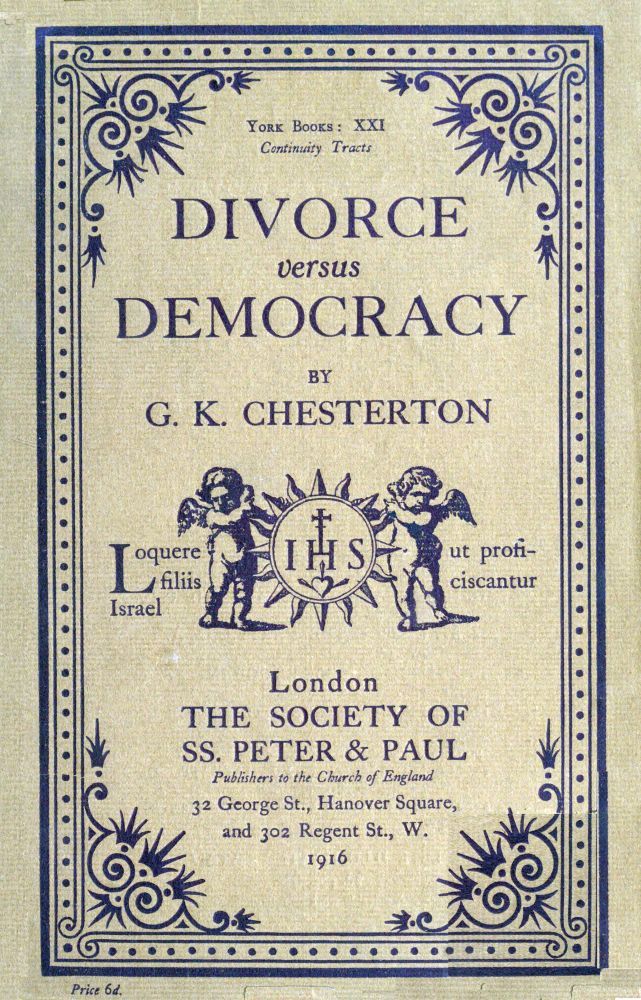 York Books: XXI
Continuity Tracts
DIVORCE
versus
DEMOCRACY
BY
G. K. CHESTERTON
IHS
Loquere
filiis
Israel
ut profi-
ciscantur
London
THE SOCIETY OF
SS. PETER & PAUL
Publishers to the Church of England
32 George St., Hanover Square,
and 302 Regent St., W.
1916
Price 6d.